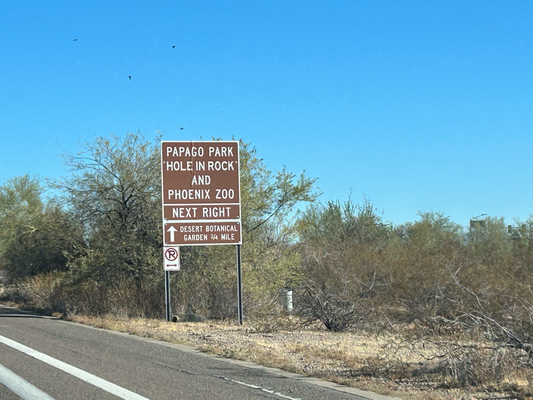 PAPAGO PARK
"HOLE IN ROCK"
AND
PHOENIX ZOO
NEXT RIGHT
DESERT BOTANICAL
GARDEN 3/4 MILE
P